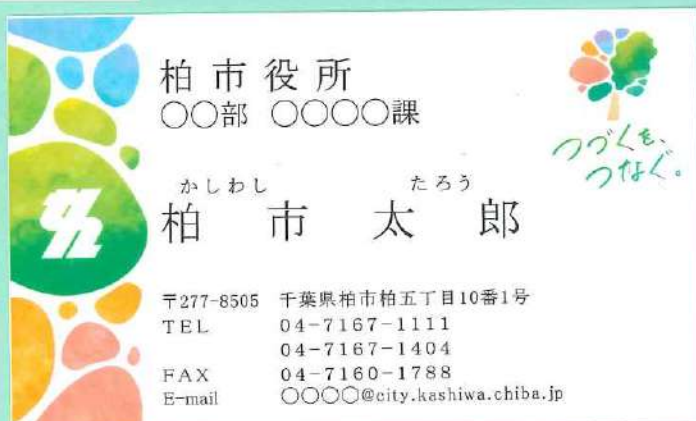 柏市役所
○○部 ○○○○課
つづくを、
つなぐ。
かしわし たろう
柏市 太郎
〒277-8505 千葉県柏市柏五丁目10番1号
TEL 04-7167-1111
04-7167-1404
FAX 04-7160-1788
E-mail ○○○○@city.kashiwa.chiba.jp